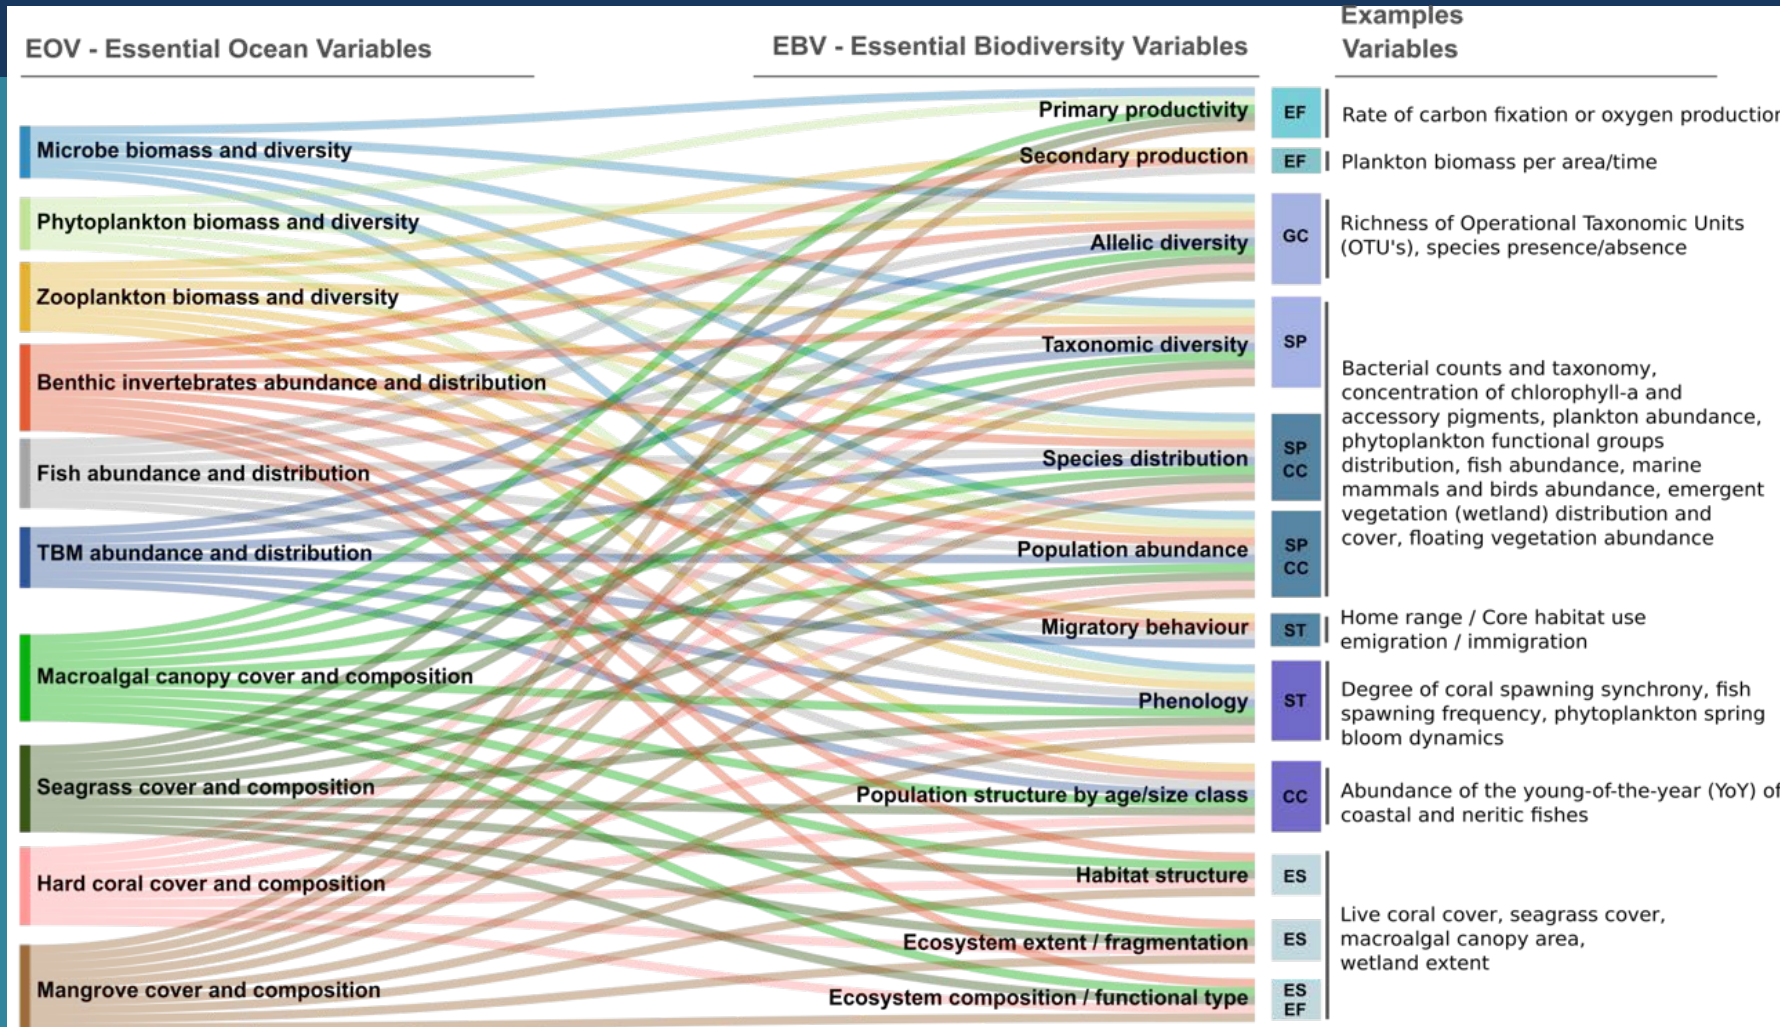 EOV - Essential Ocean Variables
EBV - Essential Biodiversity Variables
Examples
Variables
Microbe biomass and diversity
Phytoplankton biomass and diversity
Zooplankton biomass and diversity
Benthic invertebrates abundance and distribution
Fish abundance and distribution
TBM abundance and distribution
Macroalgal canopy cover and composition
Seagrass cover and composition
Hard coral cover and composition
Mangrove cover and composition
Primary productivity
Secondary production
Allelic diversity
Taxonomic diversity
Species distribution
Population abundance
Migratory behaviour
Phenology
Population structure by age/size class
Habitat structure
Ecosystem extent / fragmentation
Ecosystem composition / functional type
EF
EF
GC
SP
SP
CC
SP
CC
ST
ST
CC
ES
ES
ES
EF
Rate of carbon fixation or oxygen production
Plankton biomass per area/time
Richness of Operational Taxonomic Units
(OTU's), species presence/absence
Bacterial counts and taxonomy,
concentration of chlorophyll-a and
accessory pigments, plankton abundance,
phytoplankton functional groups
distribution, fish abundance, marine
mammals and birds abundance, emergent
vegetation (wetland) distribution and
cover, floating vegetation abundance
Home range / Core habitat use
emigration / immigration
Degree of coral spawning synchrony, fish
spawning frequency, phytoplankton spring
bloom dynamics
Abundance of the young-of-the-year (YoY) of
coastal and neritic fishes
Live coral cover, seagrass cover,
macroalgal canopy area,
wetland extent